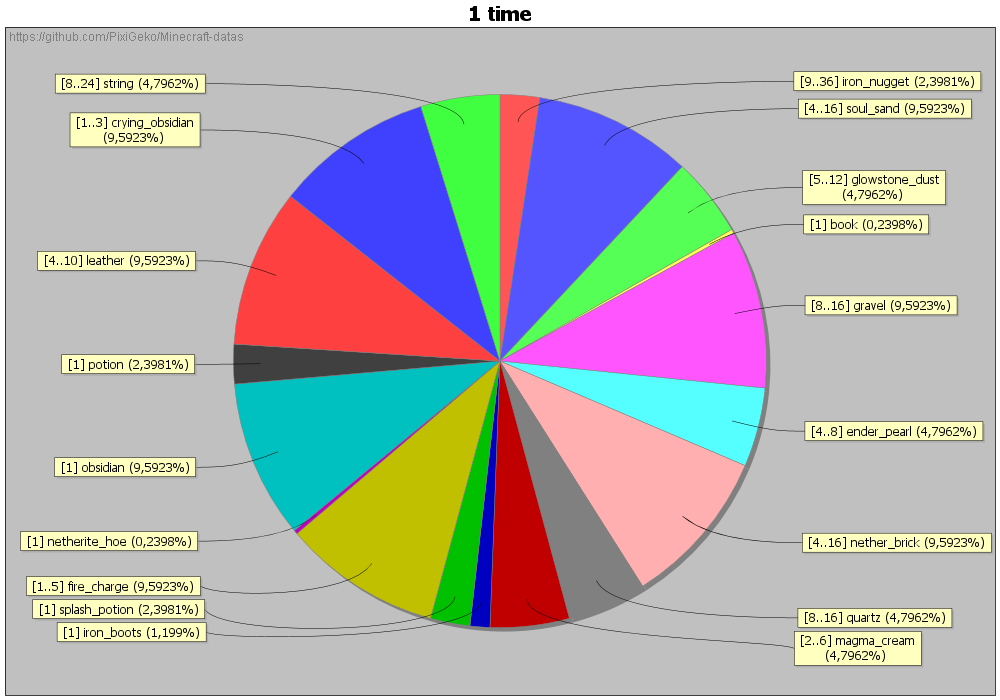 1 time
https://github.com/PixiGeko/Minecraft-datas
[8..24] string (4,7962%)
[9..36] iron_nugget (2,3981%)
[4..16] soul_sand (9,5923%)
[1..3] crying_obsidian
(9,5923%)
[5..12] glowstone_dust
(4,7962%)
[1] book (0,2398%)
[4..10] leather (9,5923%)
[8..16] gravel (9,5923%)
[1] potion (2,3981%)
[4..8] ender_pearl (4,7962%)
[1] obsidian (9,5923%)
[1] netherite_hoe (0,2398%)
[4..16] nether_brick (9,5923%)
[1..5] fire_charge (9,5923%)
[1] splash_potion (2,3981%)
[8..16] quartz (4,7962%)
[1] iron_boots (1,199%)
[2..6] magma_cream
(4,7962%)